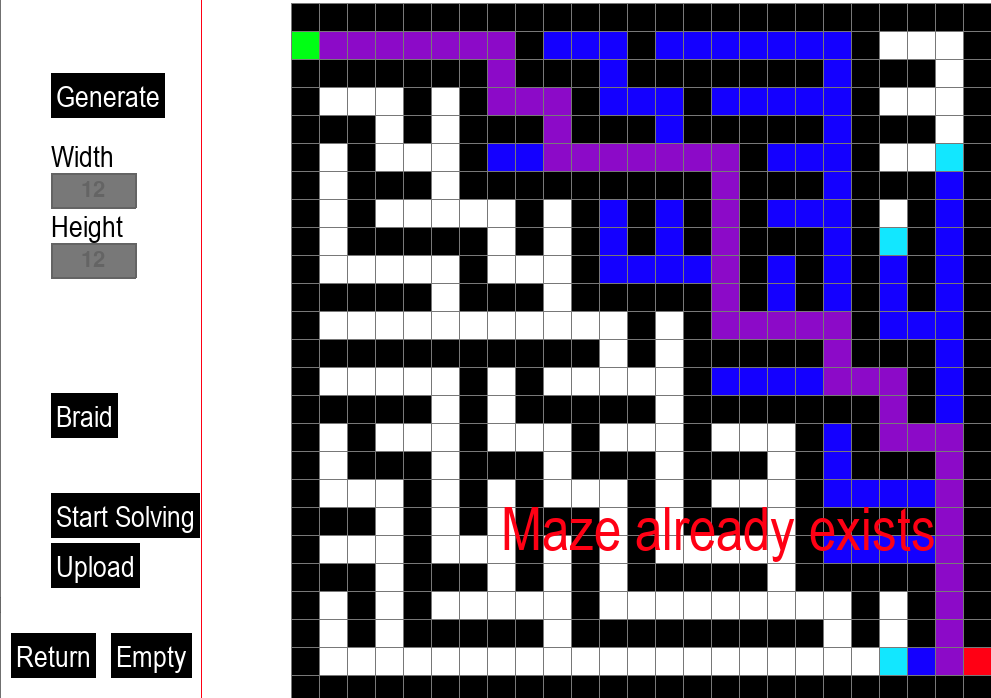 Generate
Width
12
Height
12
Braid
Start Solving
Upload
Return
Empty
Maze already exists